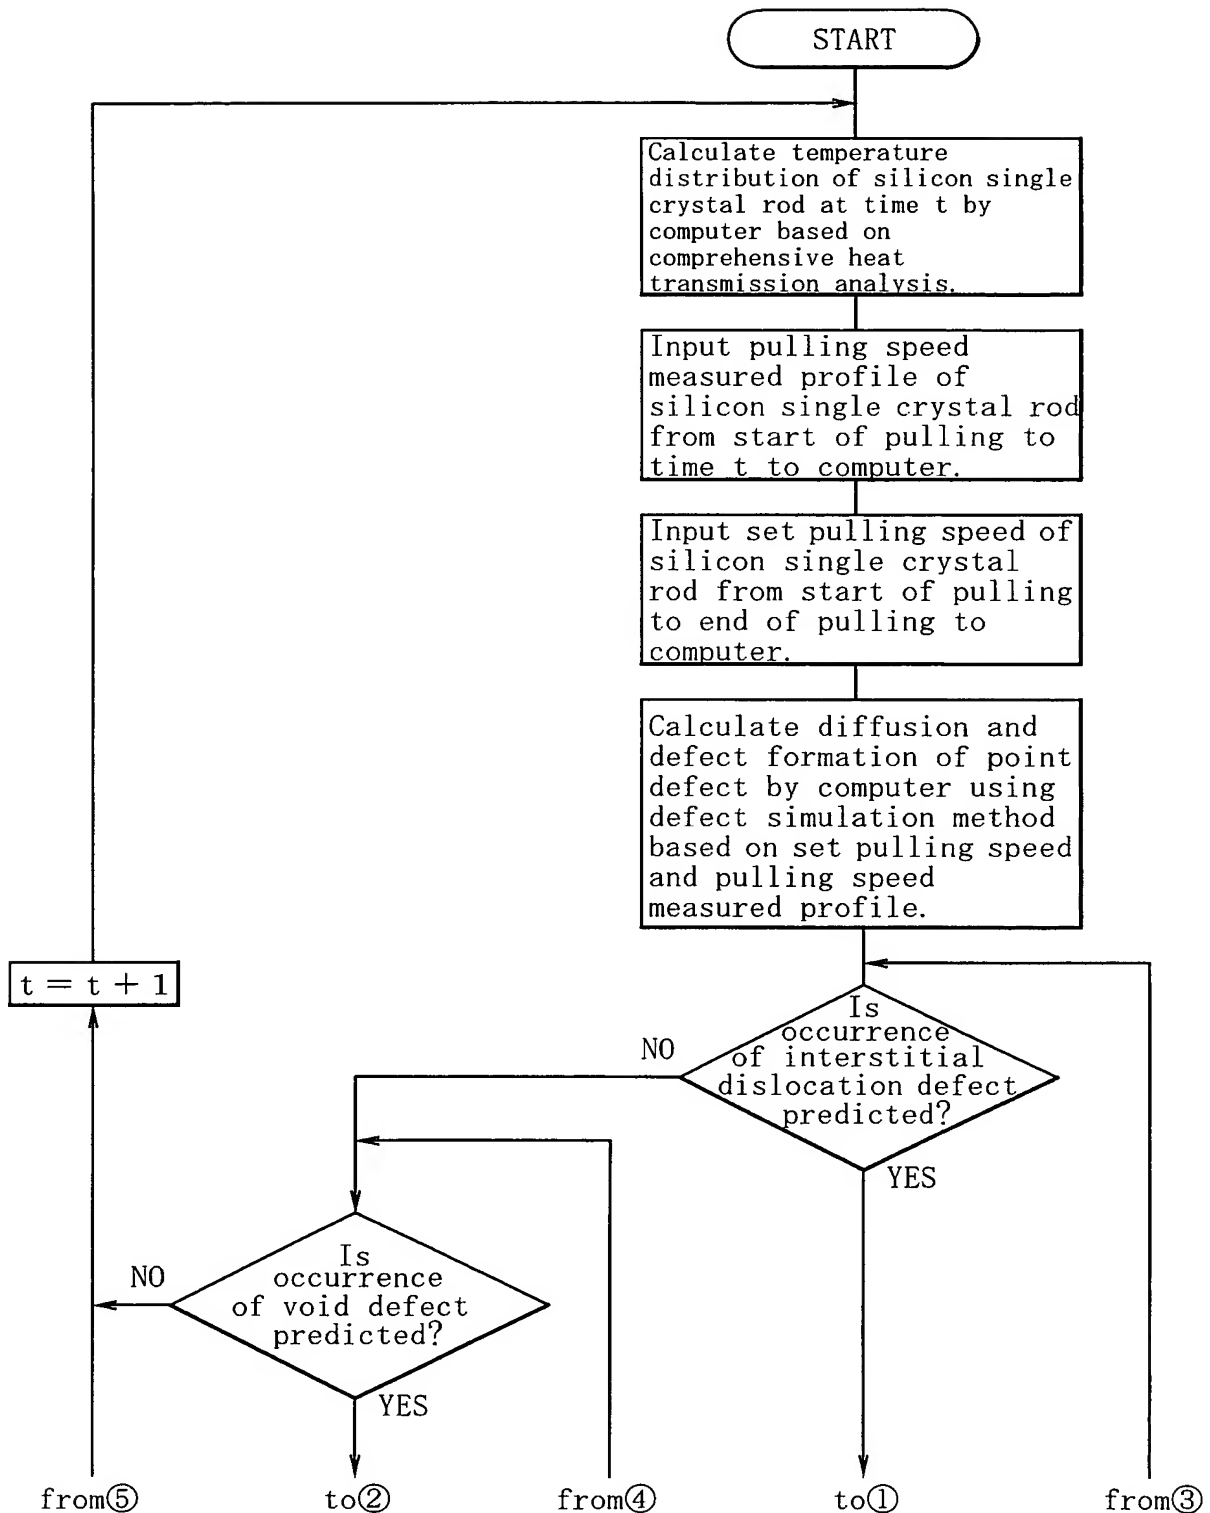 START
Calculate temperature
distribution of silicon single
crystal rod at time t by
computer based on
comprehensive heat
transmission analysis.
Input pulling speed
measured profile of
silicon single crystal rod
from start of pulling to
time t to computer.
Input set pulling speed of
silicon single crystal
rod from start of pulling
to end of pulling to
computer.
Calculate diffusion and
defect formation of point
defect by computer using
defect simulation method
based on set pulling speed
and pulling speed
measured profile.
t = t + 1
Is
occurrence
of interstitial
dislocation defect
predicted?
NO
YES
Is
occurrence
of void defect
predicted?
NO
YES
from⑤
to②
from④
to①
from③